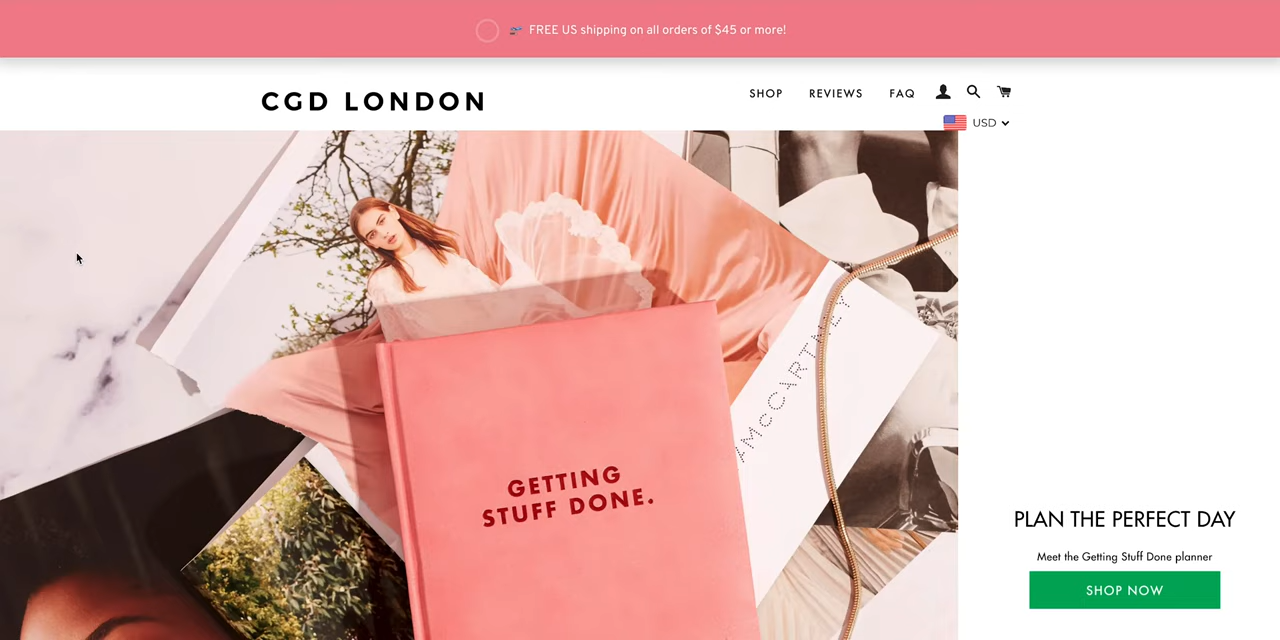 FREE US shipping on all orders of $45 or more!
CGD LONDON
SHOP
REVIEWS
FAQ
USD
AMCCARTNEY
GETTING
STUFF DONE.
PLAN THE PERFECT DAY
Meet the Getting Stuff Done planner
SHOP NOW